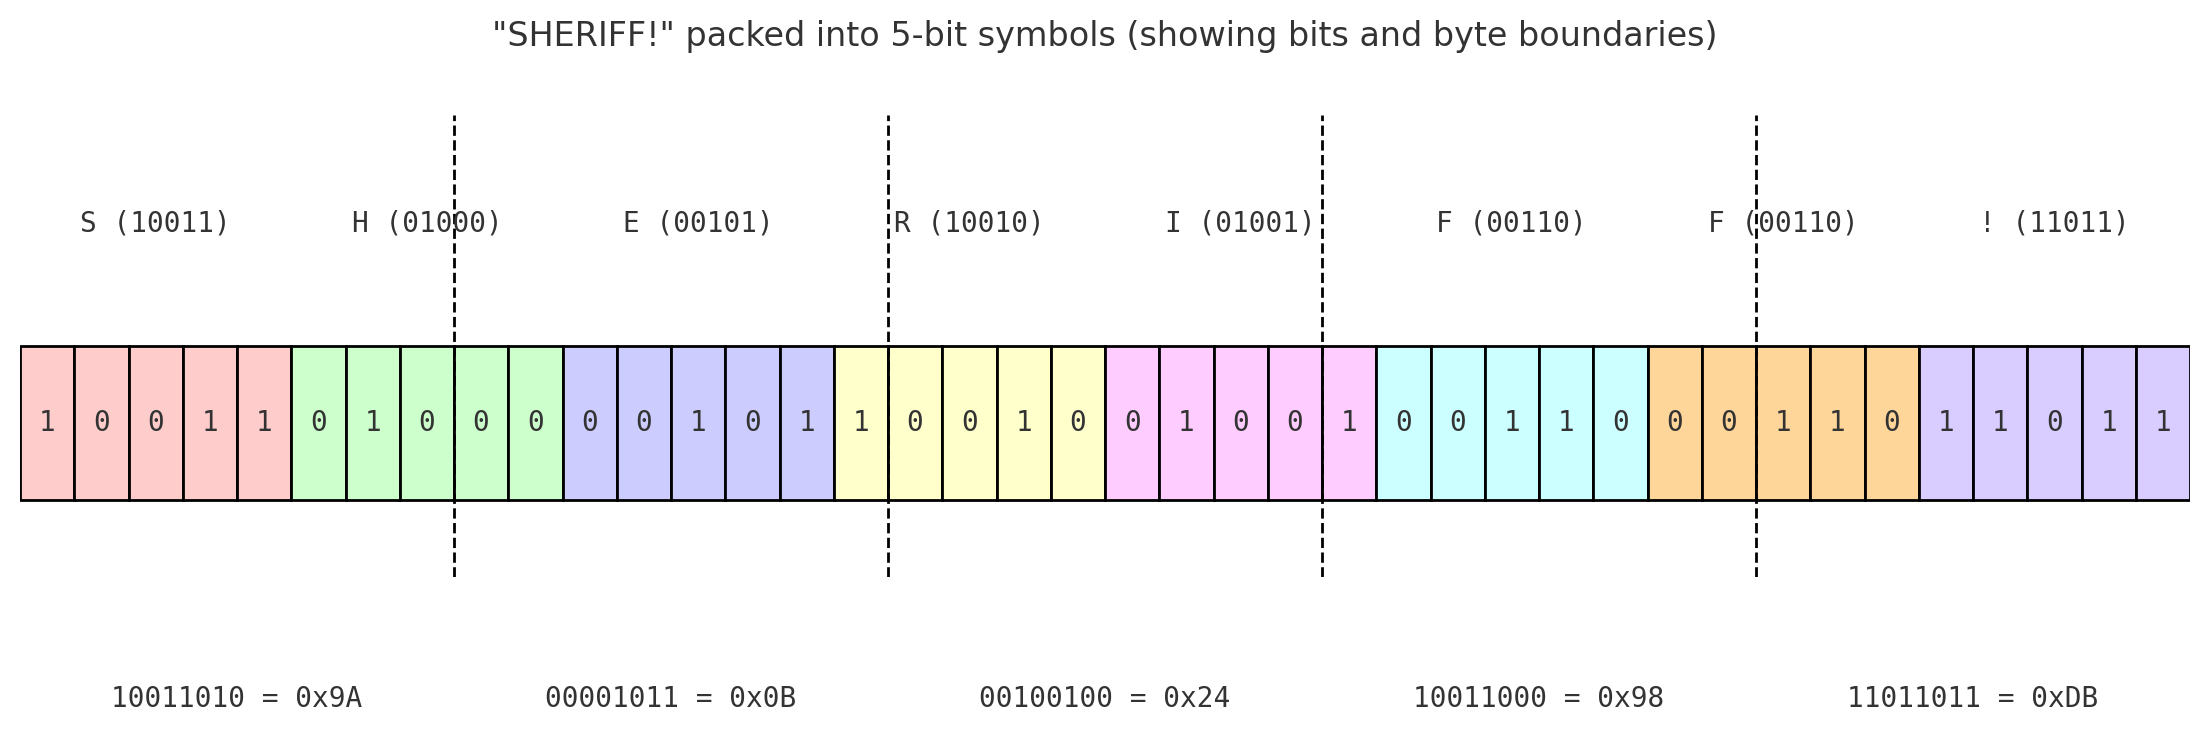 "SHERIFF!" packed into 5-bit symbols (showing bits and byte boundaries)
S (10011) H (01000) E (00101) R (10010) I (01001) F (00110) F (00110) ! (11011)
1 0 0 1 1 0 1 0 0 0 0 0 1 0 1 1 0 0 1 0 0 1 0 0 1 0 0 1 1 0 0 0 1 1 0 1 1 0 1 1
10011010 = 0x9A 00001011 = 0x0B 00100100 = 0x24 10011000 = 0x98 11011011 = 0xDB